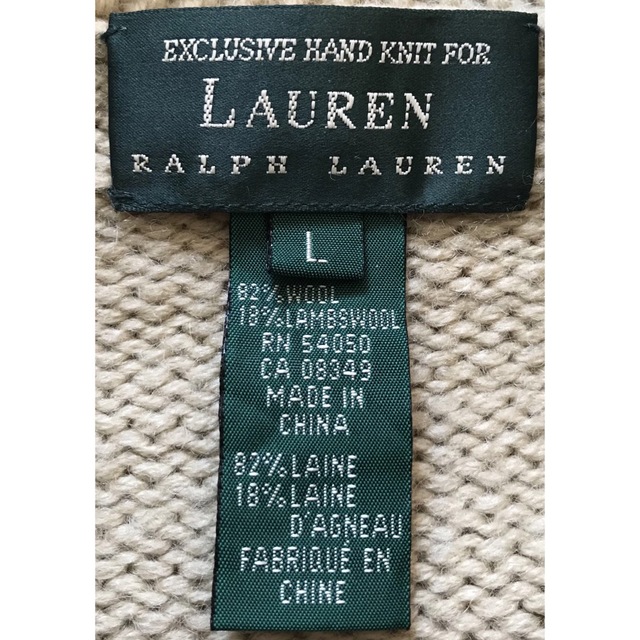 EXCLUSIVE HAND KNIT FOR
LAUREN
RALPH LAUREN
L
82%WOOL
18%LAMBSWOOL
RN 54050
CA 08349
MADE IN
CHINA
82%LAINE
18%LAINE
D'AGNEAU
FABRIQUÉ EN
CHINE